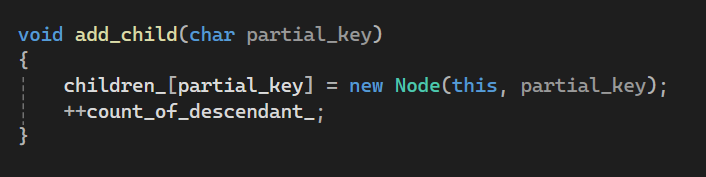 void add_child(char partial_key)
{
    children_[partial_key] = new Node(this, partial_key);
    ++count_of_descendant_;
}